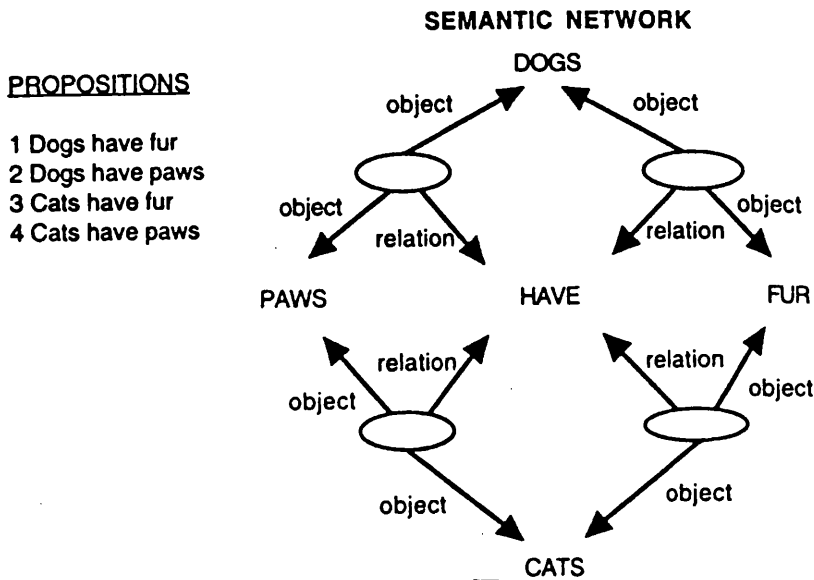 SEMANTIC NETWORK
PROPOSITIONS
1 Dogs have fur
2 Dogs have paws
3 Cats have fur
4 Cats have paws
DOGS
object
object
object
relation
relation
object
PAWS
HAVE
FUR
object
relation
relation
object
object
object
CATS